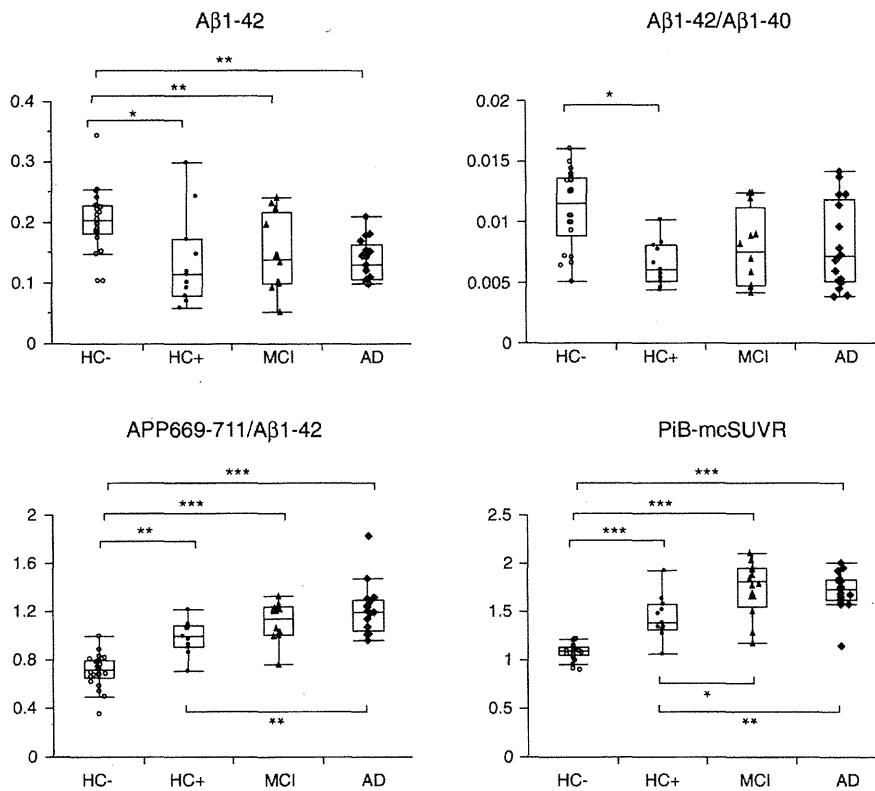 Aβ1-42
**
**
*
0.4
0.3
0.2
0.1
0
HC-
HC+
MCI
AD
Aβ1-42/Aβ1-40
*
0.02
0.015
0.01
0.005
0
HC-
HC+
MCI
AD
APP669-711/Aβ1-42
***
***
**
2
1.6
1.2
0.8
0.4
0
**
HC-
HC+
MCI
AD
PiB-mcSUVR
***
***
***
2.5
2
1.5
1
0.5
0
*
**
HC-
HC+
MCI
AD